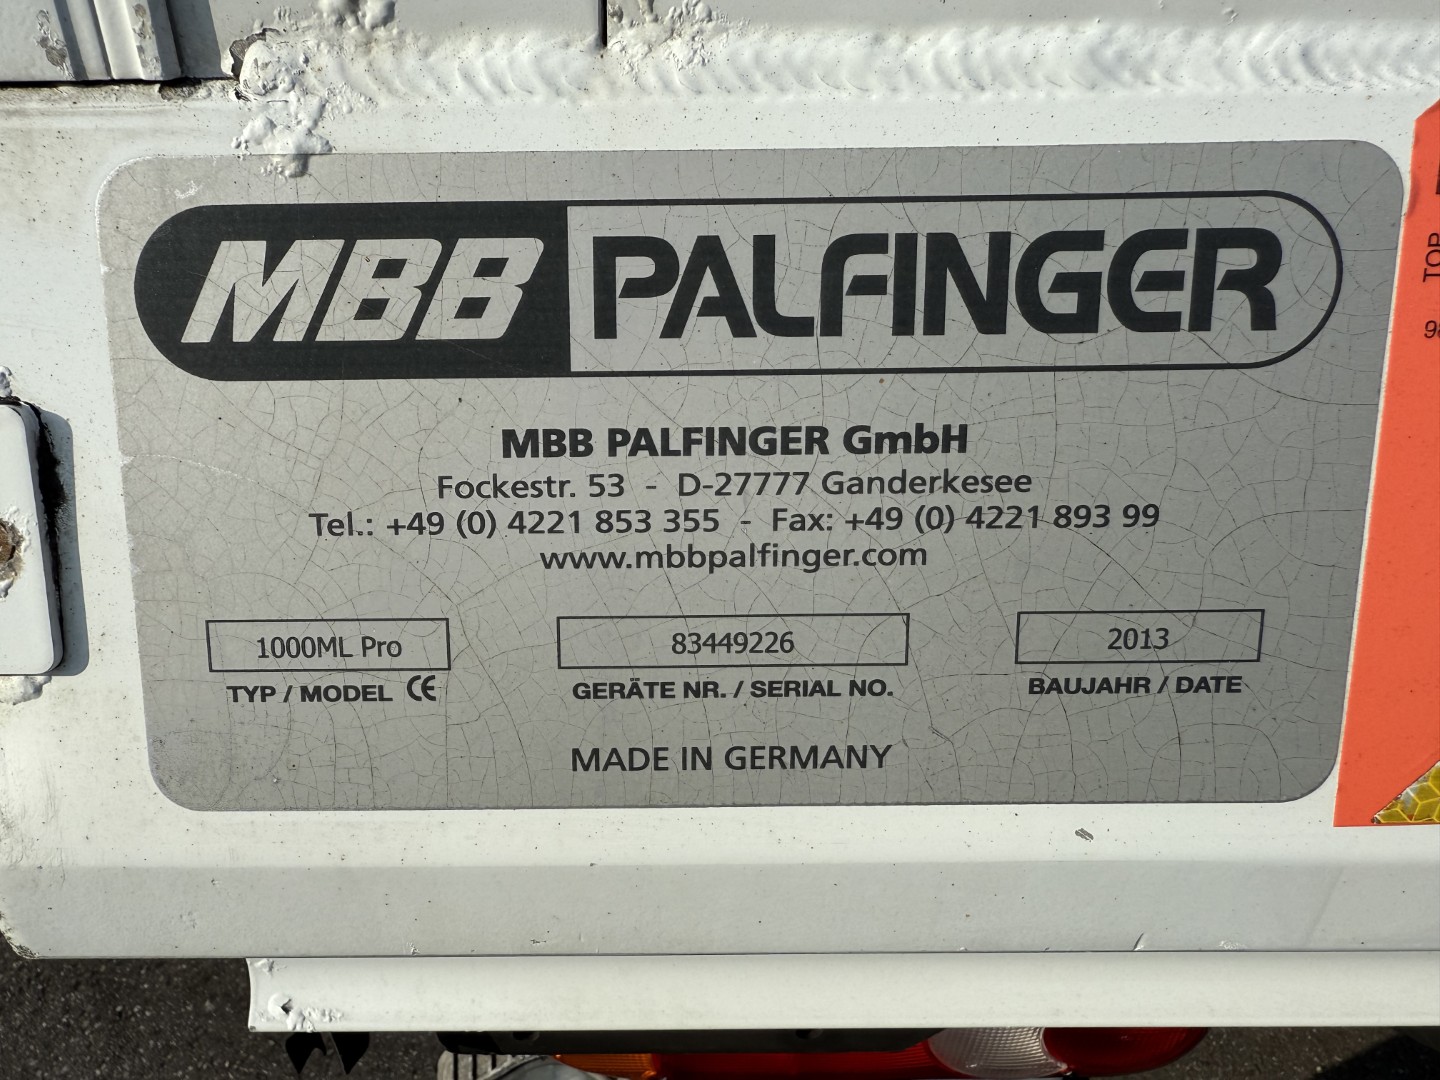 MBB PALFINGER
MBB PALFINGER GmbH
Fockestr. 53 - D-27777 Ganderkesee
Tel.: +49 (0) 4221 853 355 - Fax: +49 (0) 4221 893 99
www.mbbpalfinger.com
1000ML Pro 83449226 2013
TYP / MODEL CE GERÄTE NR. / SERIAL NO. BAUJAHR / DATE
MADE IN GERMANY
TOP